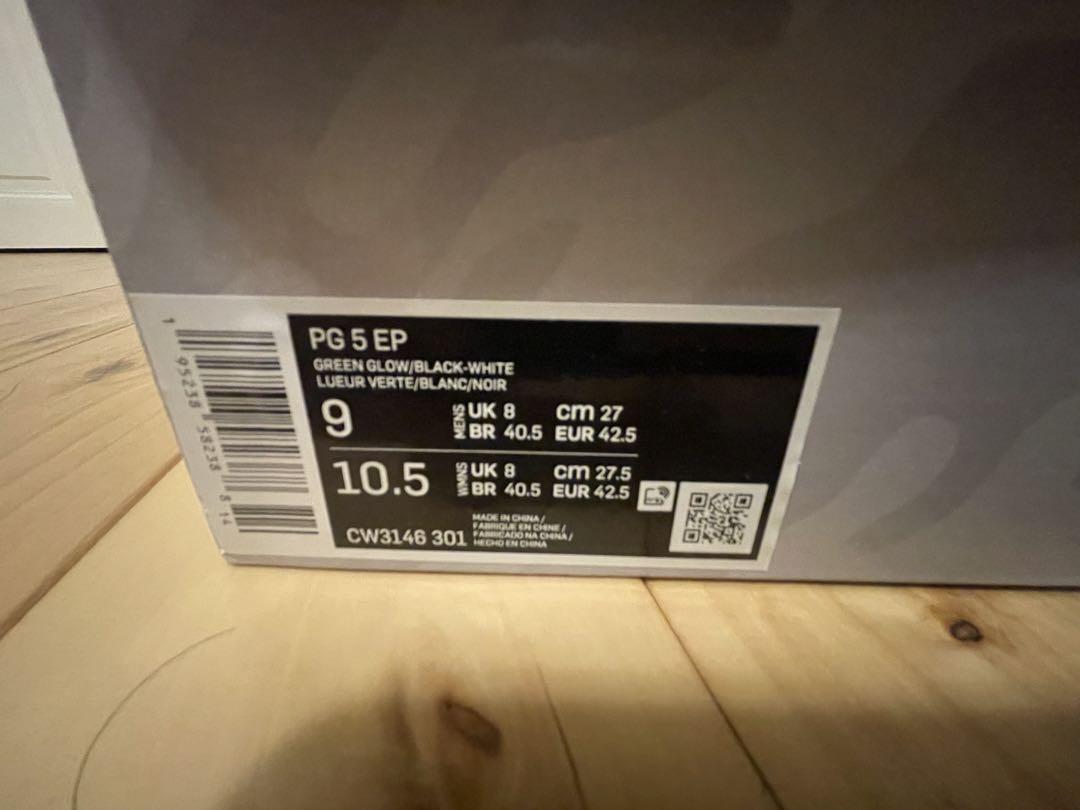 PG 5 EP
GREEN GLOW/BLACK-WHITE
LUEUR VERTE/BLANC/NOIR
9 MENS UK 8 cm 27
BR 40.5 EUR 42.5
10.5 WMNS UK 8 cm 27.5
BR 40.5 EUR 42.5
CW3146 301
MADE IN CHINA /
FABRIQUE EN CHINE /
FABRICADO NA CHINA /
HECHO EN CHINA
1 95238 58238 8 14